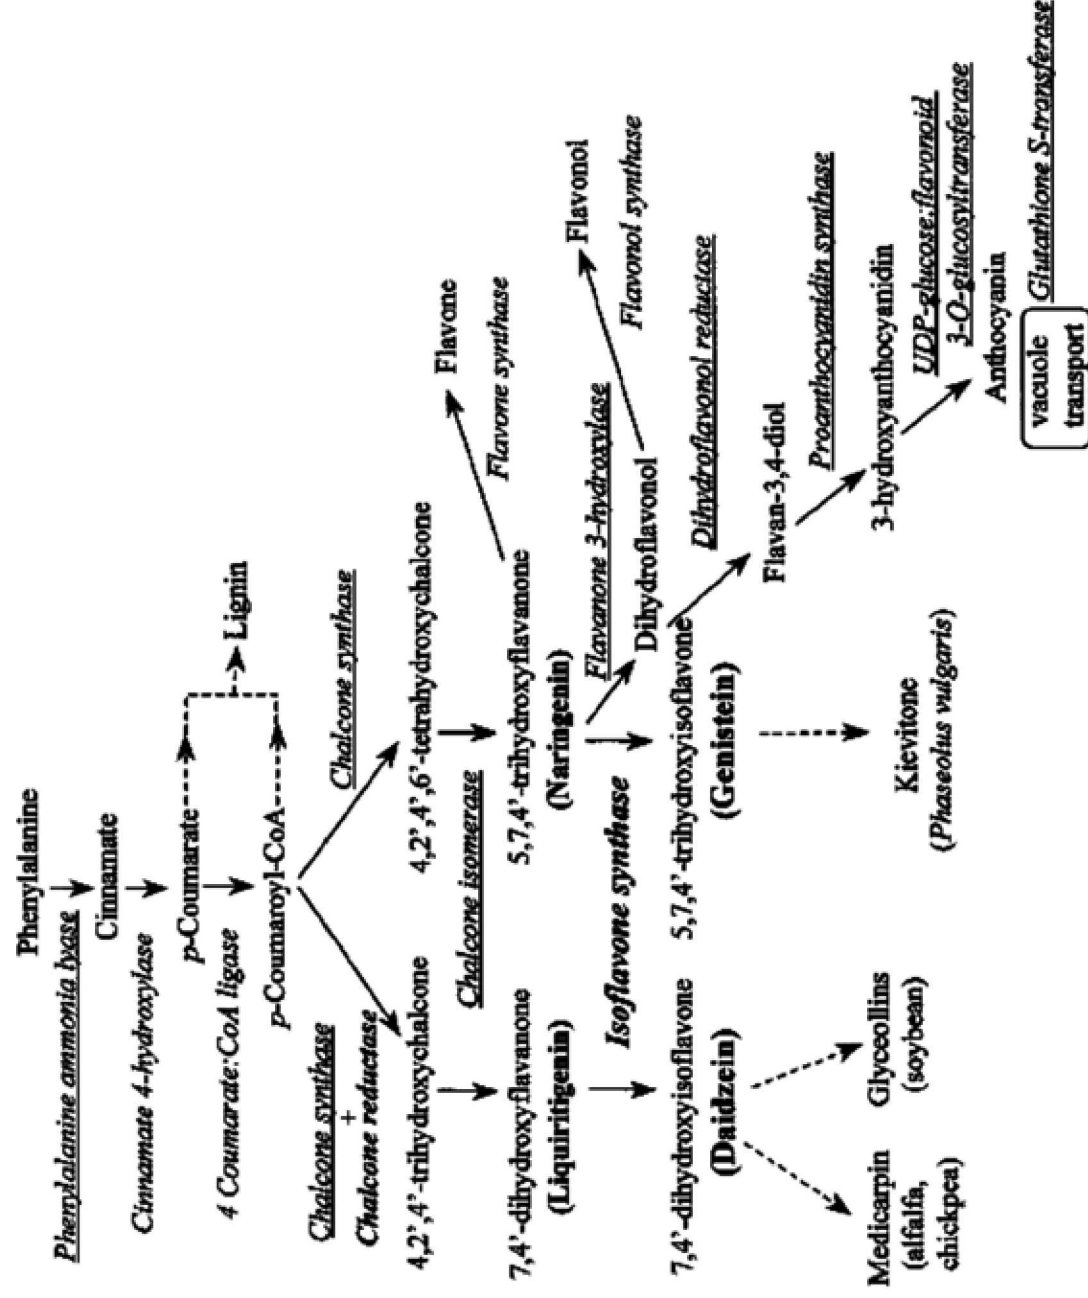 Phenylalanine
Phenylalanine ammonia lyase
Cinnamate
Cinnamate 4-hydroxylase
p-Coumarate
Lignin
4 Coumarate:CoA ligase
p-Coumaroyl-CoA
Chalcone synthase
+
Chalcone reductase
Chalcone synthase
4,2’,4’-trihydroxychalcone
4,2’,4’,6’-tetrahydroxychalcone
Flavone
Chalcone isomerase
Flavone synthase
7,4’-dihydroxyflavanone
(Liquiritigenin)
5,7,4’-trihydroxyflavanone
(Naringenin)
Flavonol
Flavanone 3-hydroxylase
Flavonol synthase
Isoflavone synthase
Dihydroflavonol
7,4’-dihydroxyisoflavone
(Daidzein)
5,7,4’-trihydroxyisoflavone
(Genistein)
Dihydroflavonol reductase
Flavan-3,4-diol
Proanthocyanidin synthase
Medicarpin
(alfalfa,
chickpea)
Glyceollins
(soybean)
Kievitone
(Phaseolus vulgaris)
3-hydroxyanthocyanidin
UDP-glucose:flavonoid
3-O-glucosyltransferase
Anthocyanin
vacuole
transport
Glutathione S-transferase